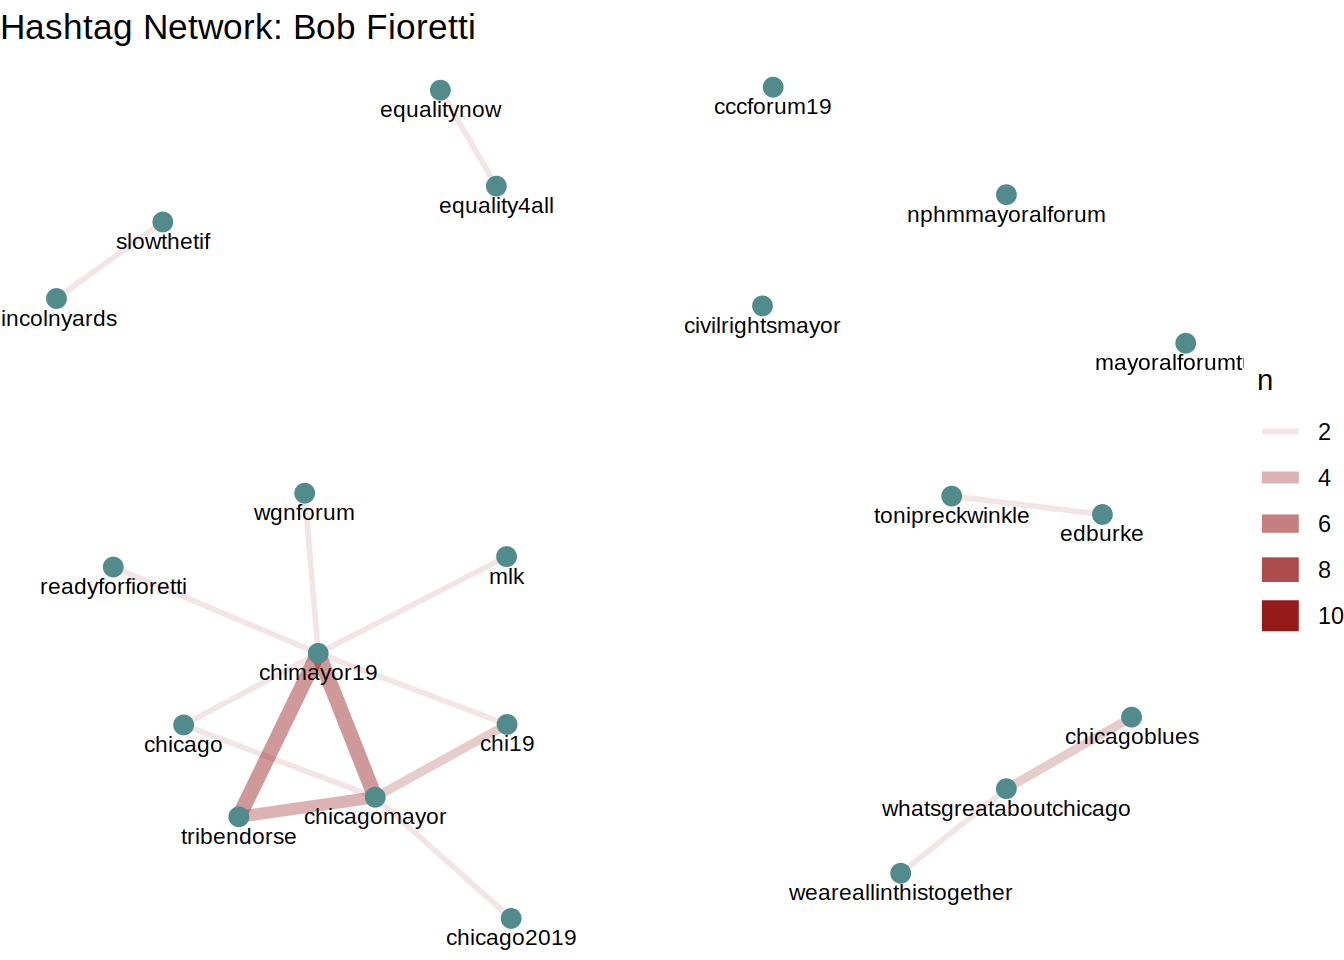 Hashtag Network: Bob Fioretti
equalitynow
cccforum19
equality4all
nphmmayoralforum
slowthetif
incolnyards
civilrightsmayor
mayoralforumt
n
2
4
6
8
10
wgnforum
tonipreckwinkle
edburke
readyforfioretti
mlk
chimayor19
chicago
chi19
chicagoblues
tribendorse
chicagomayor
whatsgreataboutchicago
weareallinthistogether
chicago2019